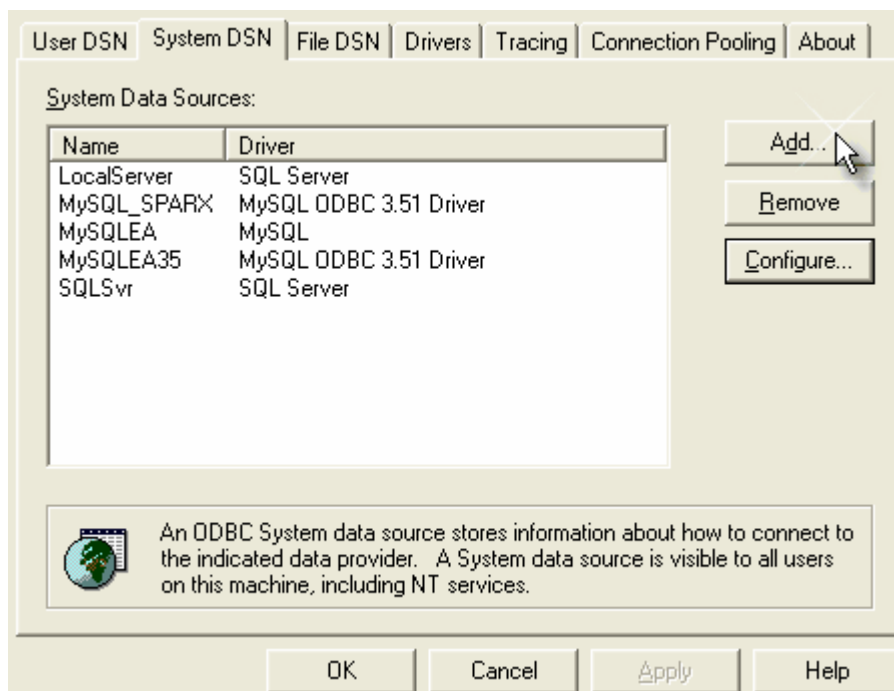 User DSN System DSN File DSN Drivers Tracing Connection Pooling About
System Data Sources:
Name Driver
LocalServer SQL Server
MySQL_SPARX MySQL ODBC 3.51 Driver
MySQLEA MySQL
MySQLEA35 MySQL ODBC 3.51 Driver
SQLSvr SQL Server
Add...
Remove
Configure...
An ODBC System data source stores information about how to connect to
the indicated data provider. A System data source is visible to all users
on this machine, including NT services.
OK Cancel Apply Help